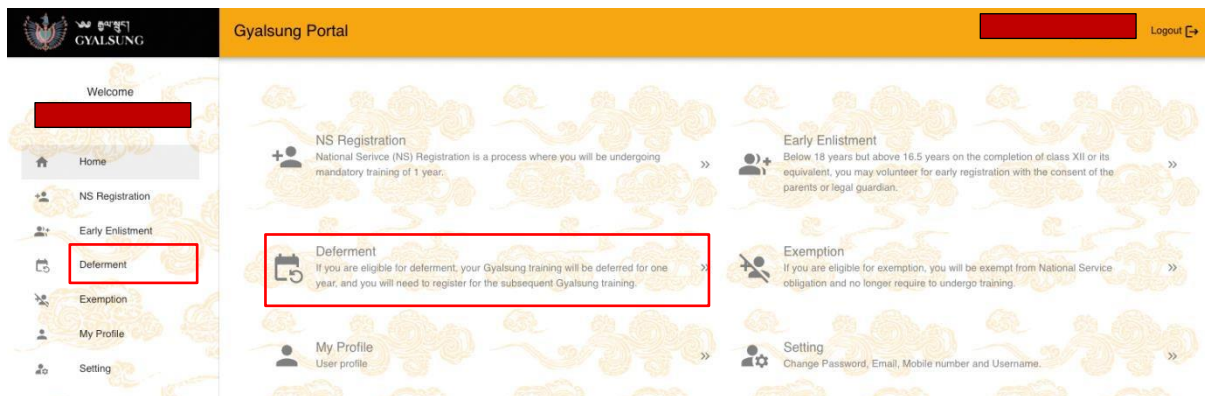 GYALSUNG
Gyalsung Portal
Logout
Welcome
Home
NS Registration
Early Enlistment
Deferment
Exemption
My Profile
Setting
NS Registration
National Serivce (NS) Registration is a process where you will be undergoing
mandatory training of 1 year.
Early Enlistment
Below 18 years but above 16.5 years on the completion of class XII or its
equivalent, you may volunteer for early registration with the consent of the
parents or legal guardian.
Deferment
If you are eligible for deferment, your Gyalsung training will be deferred for one
year, and you will need to register for the subsequent Gyalsung training.
Exemption
If you are eligible for exemption, you will be exempt from National Service
obligation and no longer require to undergo training.
My Profile
User profile
Setting
Change Password, Email, Mobile number and Username.